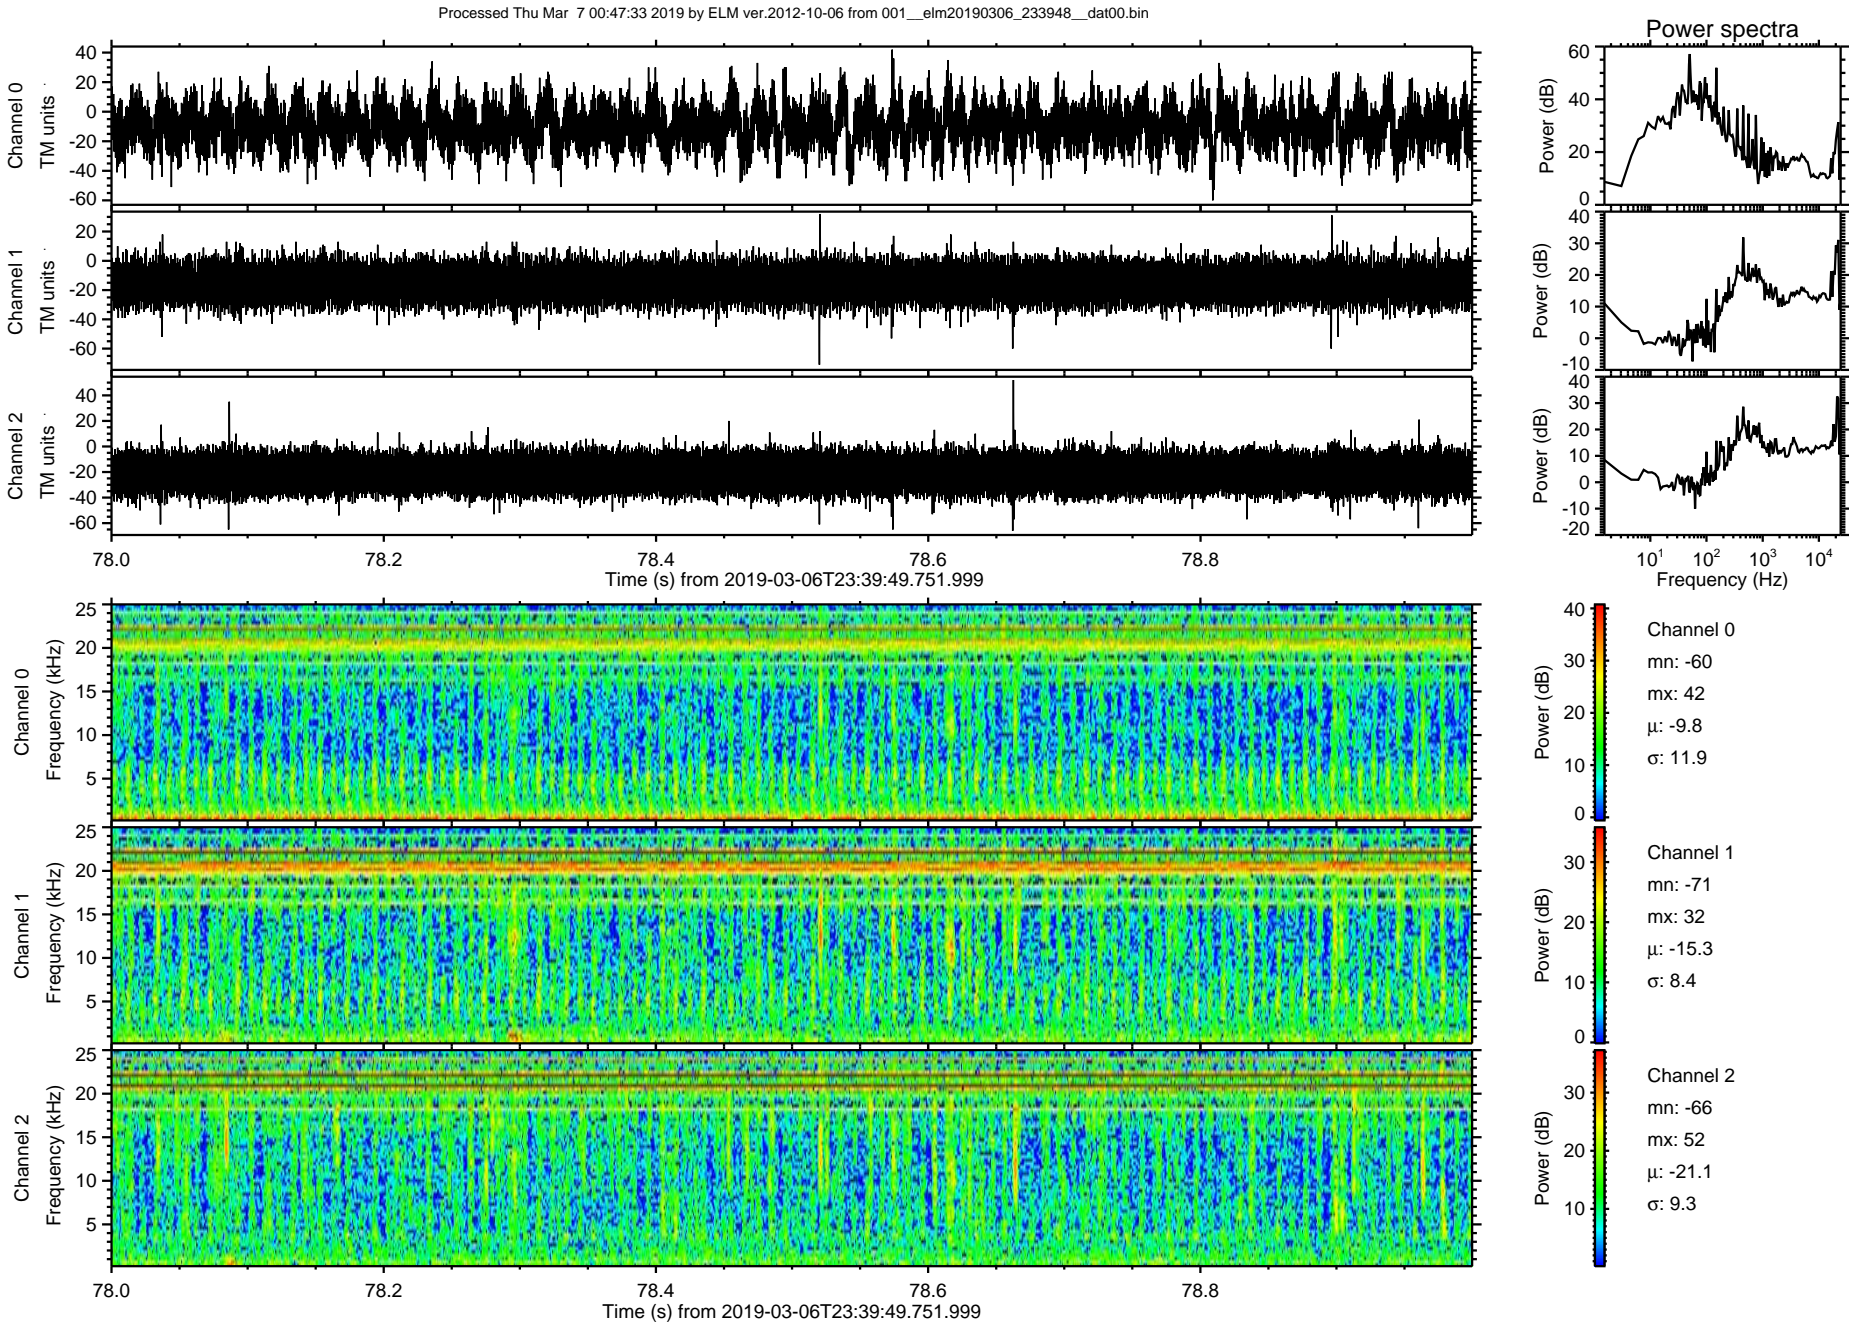 Processed Thu Mar 7 00:47:33 2019 by ELM ver.2012-10-06 from 001__elm20190306_233948__dat00.bin
Power spectra
Channel 0
TM units
40
20
0
-20
-40
-60
Power (dB)
60
40
20
0
Channel 1
TM units
20
0
-20
-40
-60
Power (dB)
40
30
20
10
0
-10
Channel 2
TM units
40
20
0
-20
-40
-60
Power (dB)
40
30
20
10
0
-10
-20
78.0 78.2 78.4 78.6 78.8
Time (s) from 2019-03-06T23:39:49.751.999
10¹ 10² 10³ 10⁴
Frequency (Hz)
Channel 0
Frequency (kHz)
25
20
15
10
5
Power (dB)
40
30
20
10
0
Channel 0
mn: -60
mx: 42
μ: -9.8
σ: 11.9
Channel 1
Frequency (kHz)
25
20
15
10
5
Power (dB)
30
20
10
0
Channel 1
mn: -71
mx: 32
μ: -15.3
σ: 8.4
Channel 2
Frequency (kHz)
25
20
15
10
5
Power (dB)
30
20
10
Channel 2
mn: -66
mx: 52
μ: -21.1
σ: 9.3
78.0 78.2 78.4 78.6 78.8
Time (s) from 2019-03-06T23:39:49.751.999